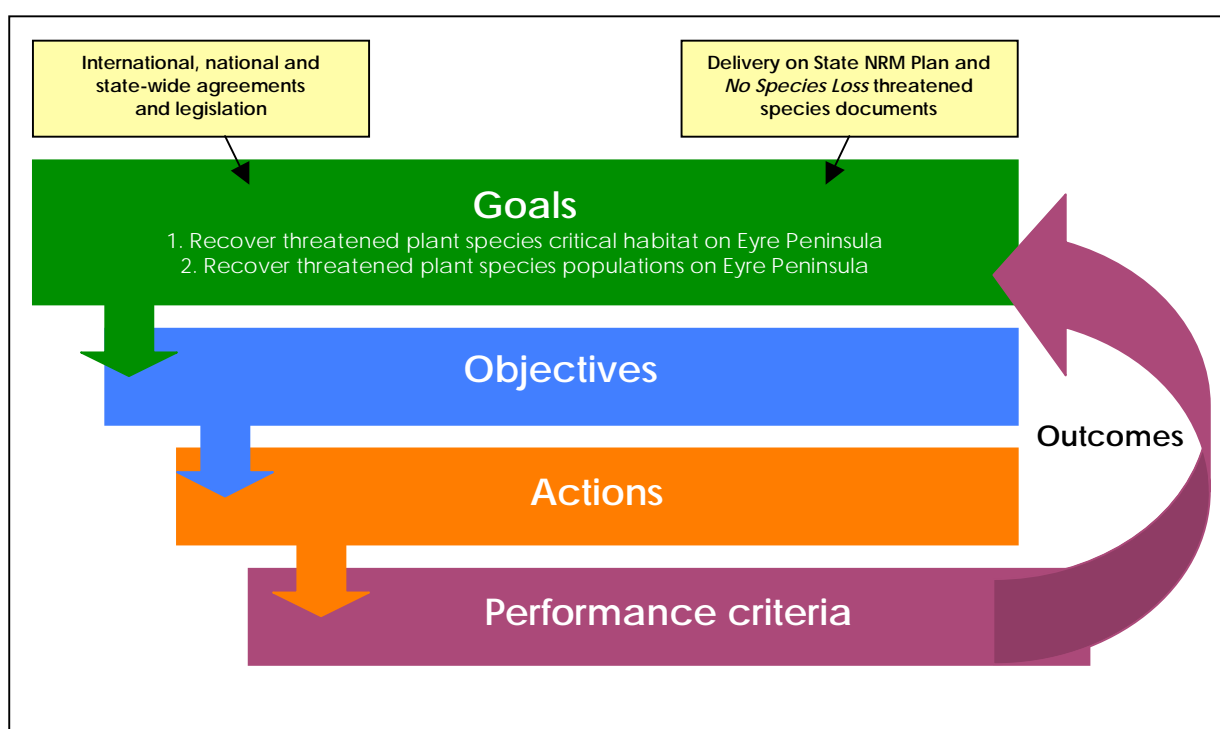 International, national and
state-wide agreements
and legislation
Delivery on State NRM Plan and
No Species Loss threatened
species documents
Goals
1. Recover threatened plant species critical habitat on Eyre Peninsula
2. Recover threatened plant species populations on Eyre Peninsula
Objectives
Actions
Outcomes
Performance criteria